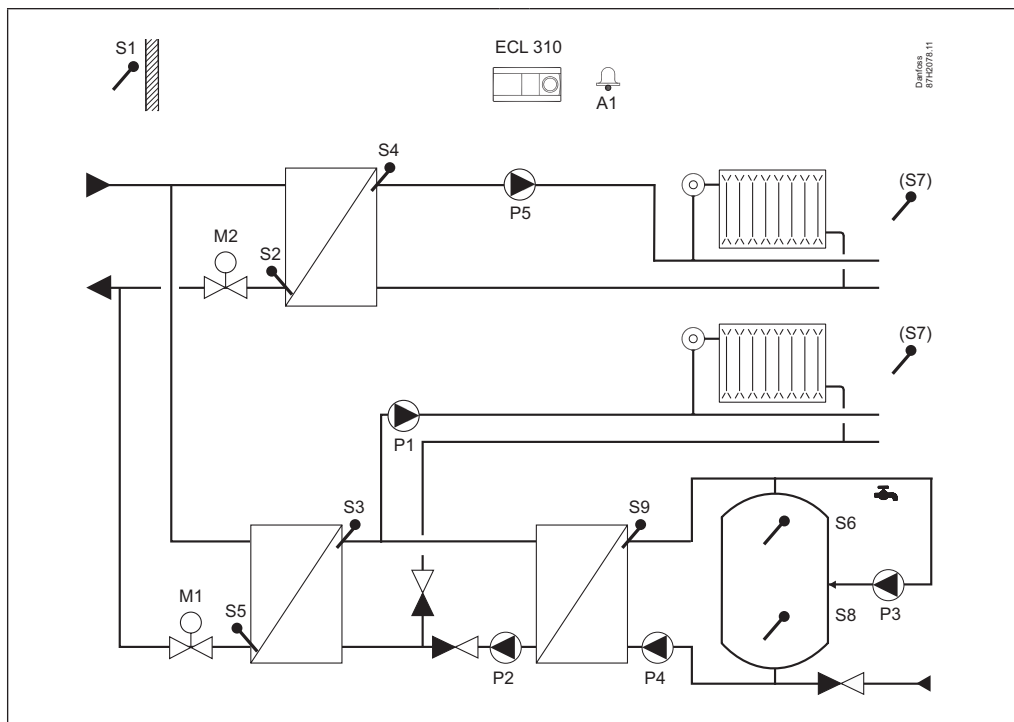 S1
ECL 310
A1
Danfoss
87H2078.11
S4
P5
(S7)
M2
S2
(S7)
P1
S3
S9
S6
M1
S5
S8
P3
P2
P4